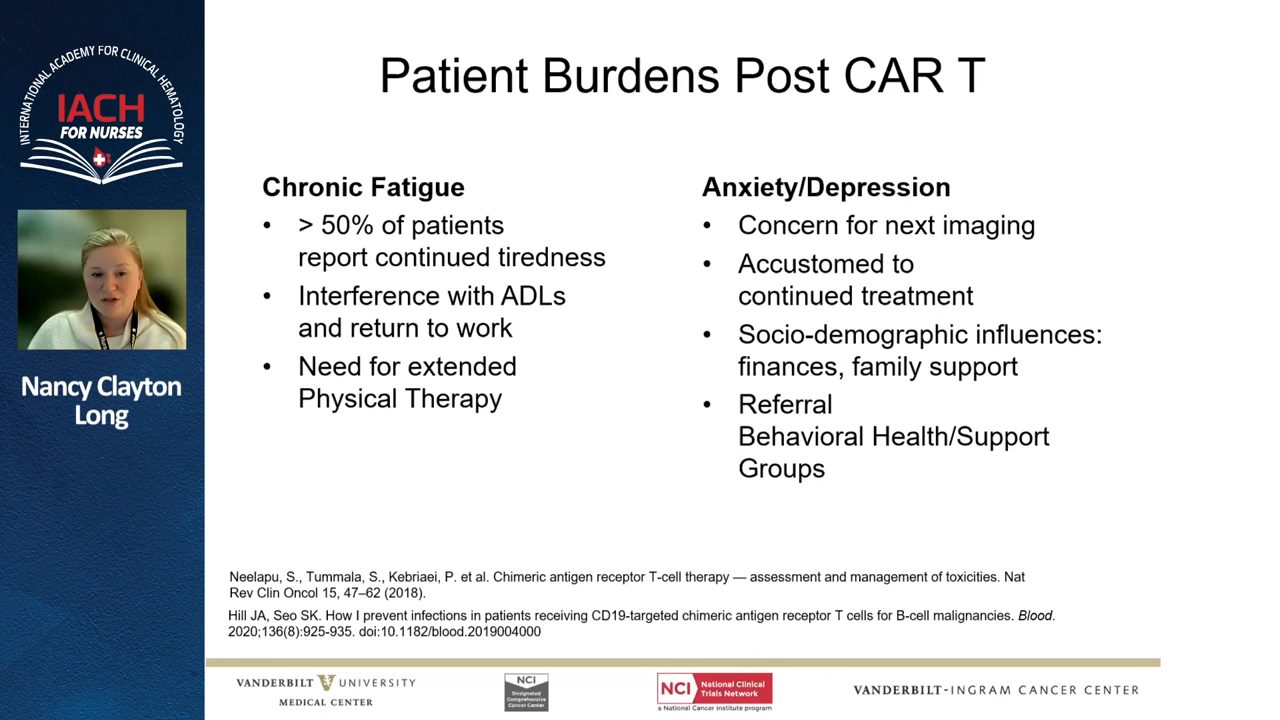 INTERNATIONAL ACADEMY FOR CLINICAL HEMATOLOGY
IACH
FOR NURSES
Nancy Clayton
Long
Patient Burdens Post CAR T
Chronic Fatigue
• > 50% of patients
report continued tiredness
• Interference with ADLs
and return to work
• Need for extended
Physical Therapy
Anxiety/Depression
• Concern for next imaging
• Accustomed to
continued treatment
• Socio-demographic influences:
finances, family support
• Referral
Behavioral Health/Support
Groups
Neelapu, S., Tummala, S., Kebriaei, P. et al. Chimeric antigen receptor T-cell therapy — assessment and management of toxicities. Nat
Rev Clin Oncol 15, 47–62 (2018).
Hill JA, Seo SK. How I prevent infections in patients receiving CD19-targeted chimeric antigen receptor T cells for B-cell malignancies. Blood.
2020;136(8):925-935. doi:10.1182/blood.2019004000
VANDERBILT V UNIVERSITY
MEDICAL CENTER
NCI
Designated
Comprehensive
Cancer Center
NCI National Clinical
Trials Network
a National Cancer Institute program
VANDERBILT-INGRAM CANCER CENTER